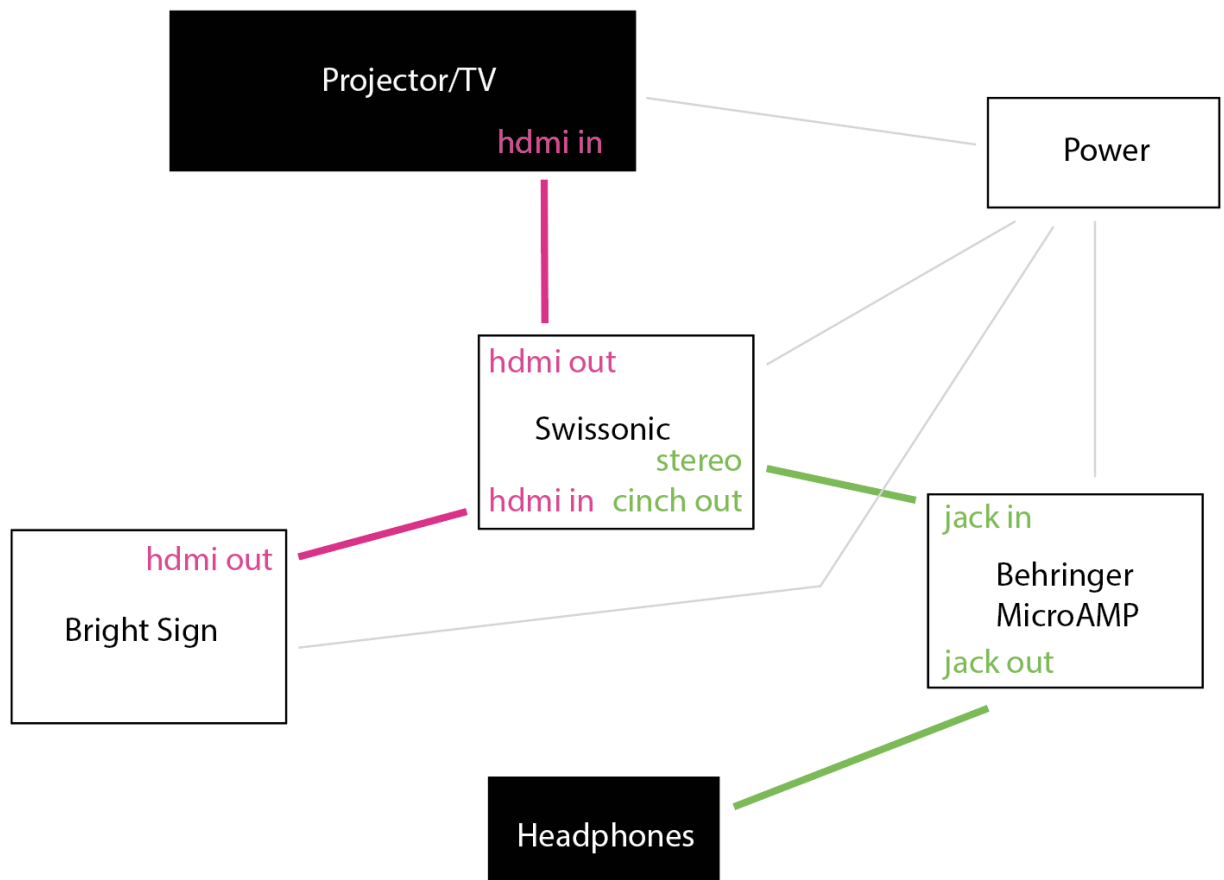 Projector/TV
hdmi in
Power
hdmi out
Swissonic
stereo
hdmi in cinch out
hdmi out
Bright Sign
jack in
Behringer
MicroAMP
jack out
Headphones